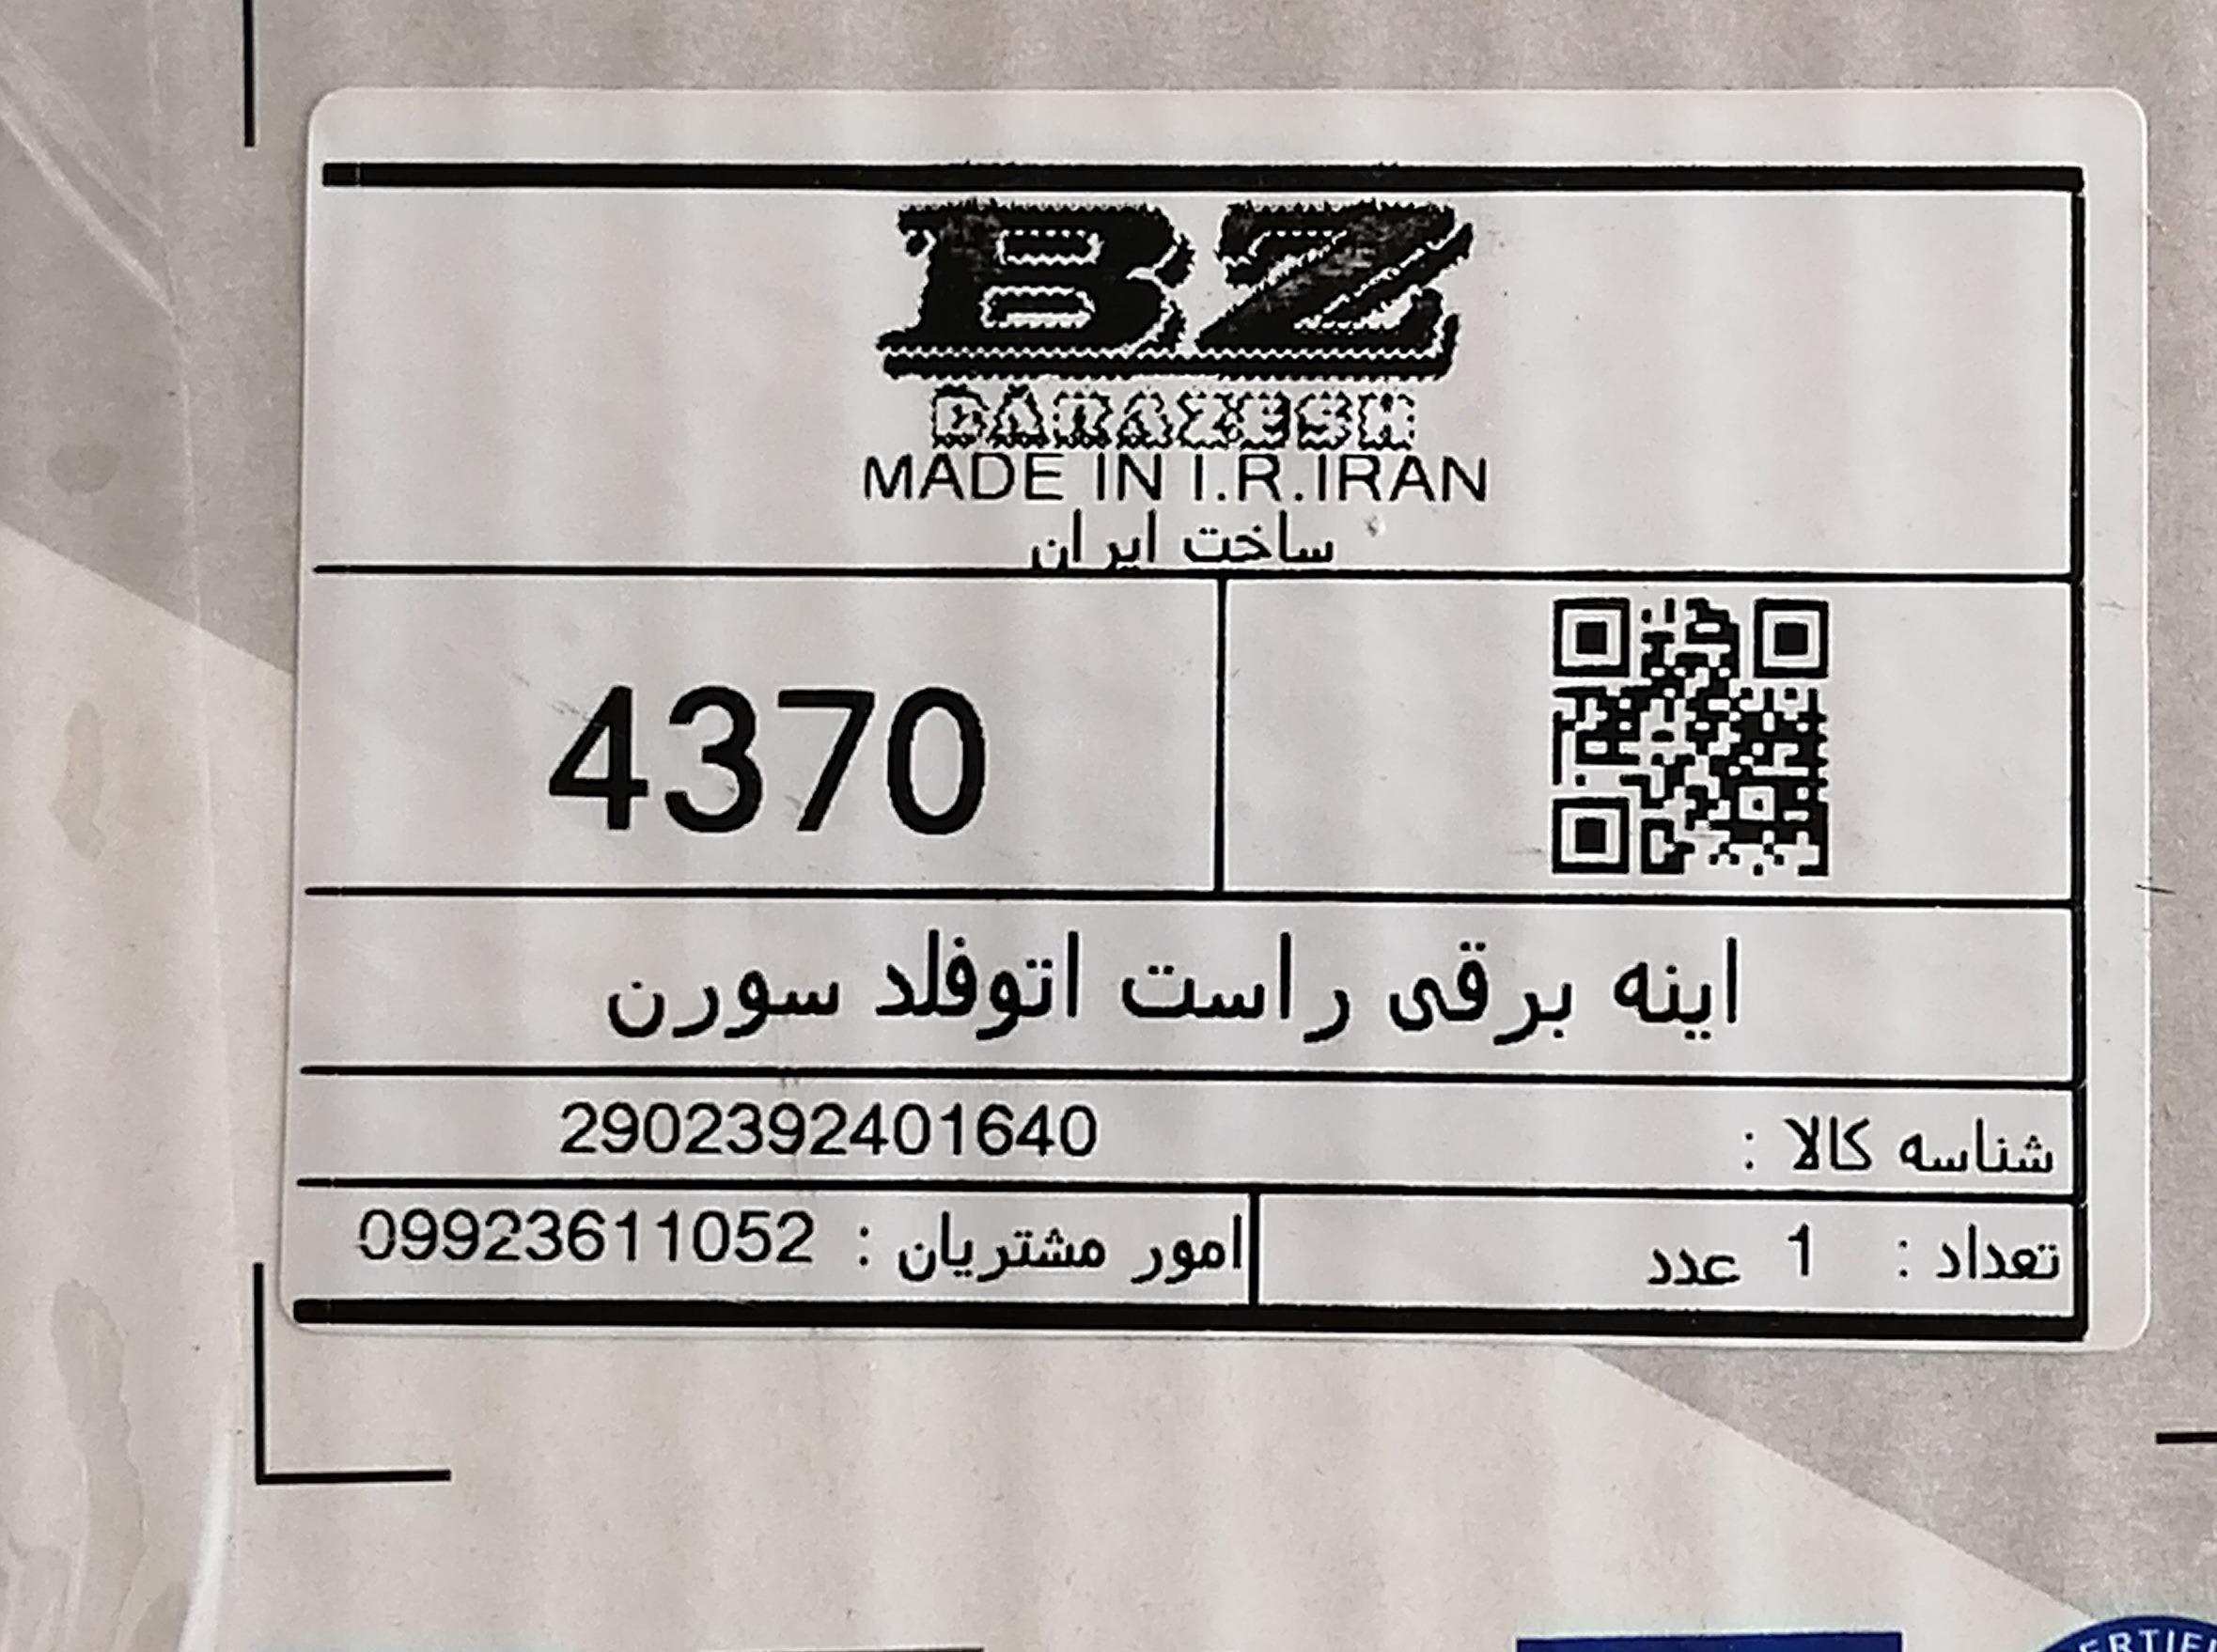 BZ
BARAZESH
MADE IN I.R.IRAN
ساخت ایران
4370
اینه برقی راست اتوفلد سورن
شناسه کالا : 2902392401640
تعداد : 1 عدد
امور مشتریان : 09923611052